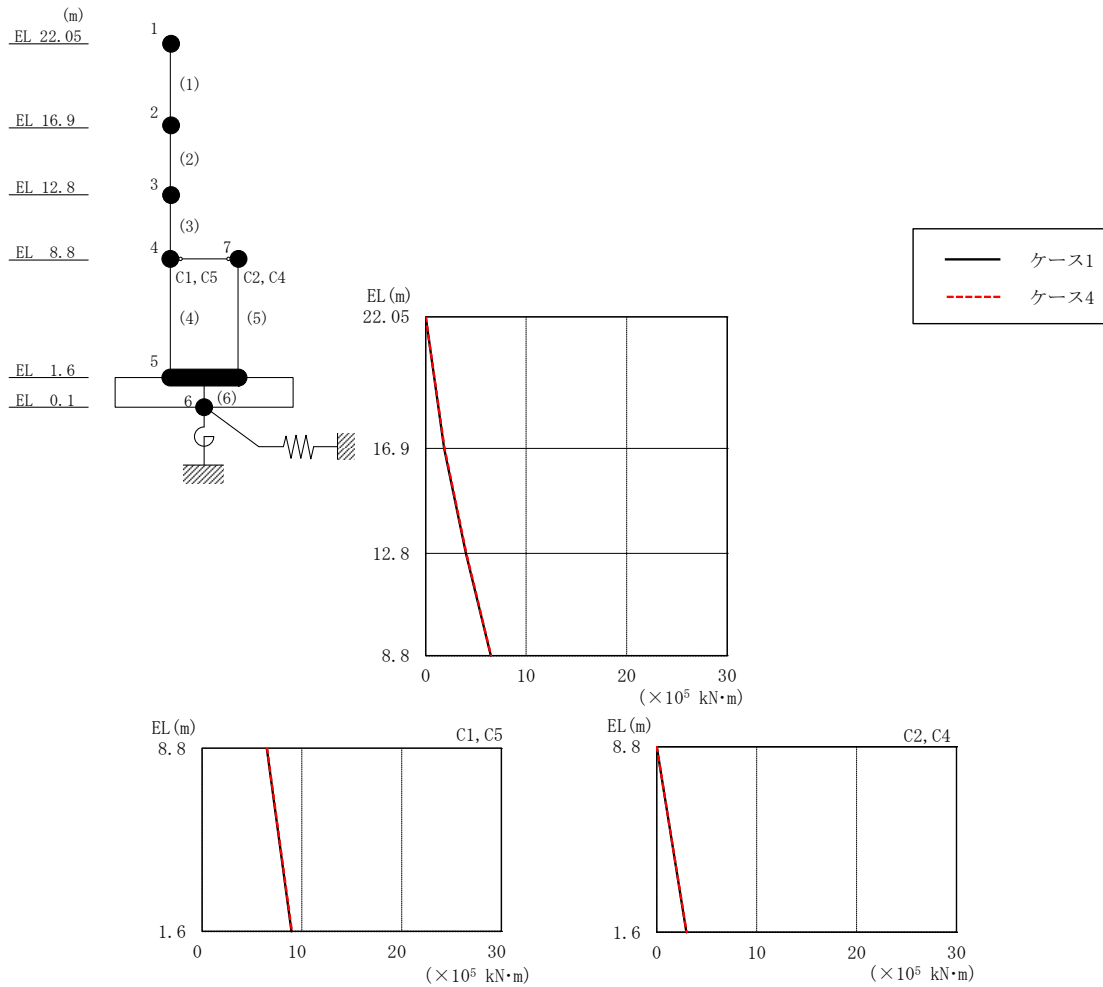 (m)
EL 22.05
1
(1)
EL 16.9
2
(2)
EL 12.8
3
(3)
EL 8.8
4
7
C1, C5
C2, C4
(4)
(5)
EL 1.6
5
EL 0.1
6
(6)
ケース1
ケース4
EL(m)
22.05
16.9
12.8
8.8
0 10 20 30
(×10⁵ kN・m)
EL(m)
C1, C5
8.8
1.6
0 10 20 30
(×10⁵ kN・m)
EL(m)
C2, C4
8.8
1.6
0 10 20 30
(×10⁵ kN・m)